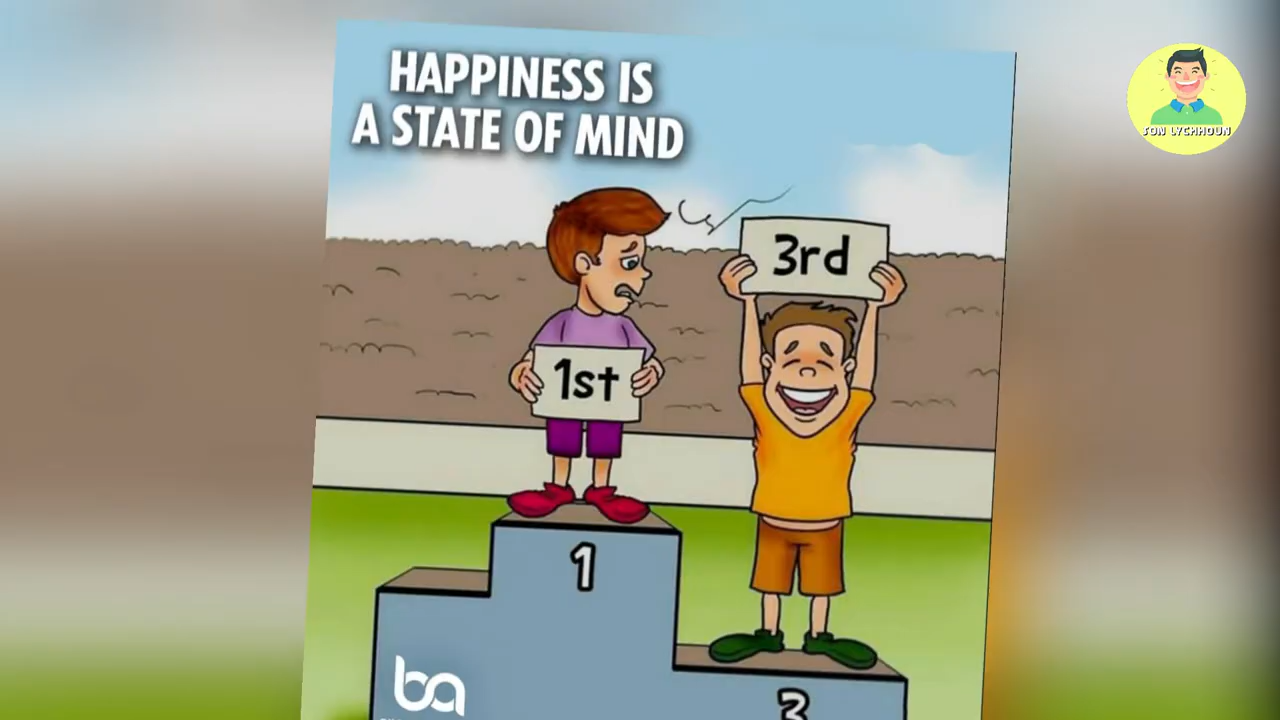 HAPPINESS IS
A STATE OF MIND
SON LYCHHOUN
3rd
1st
1
3
ba